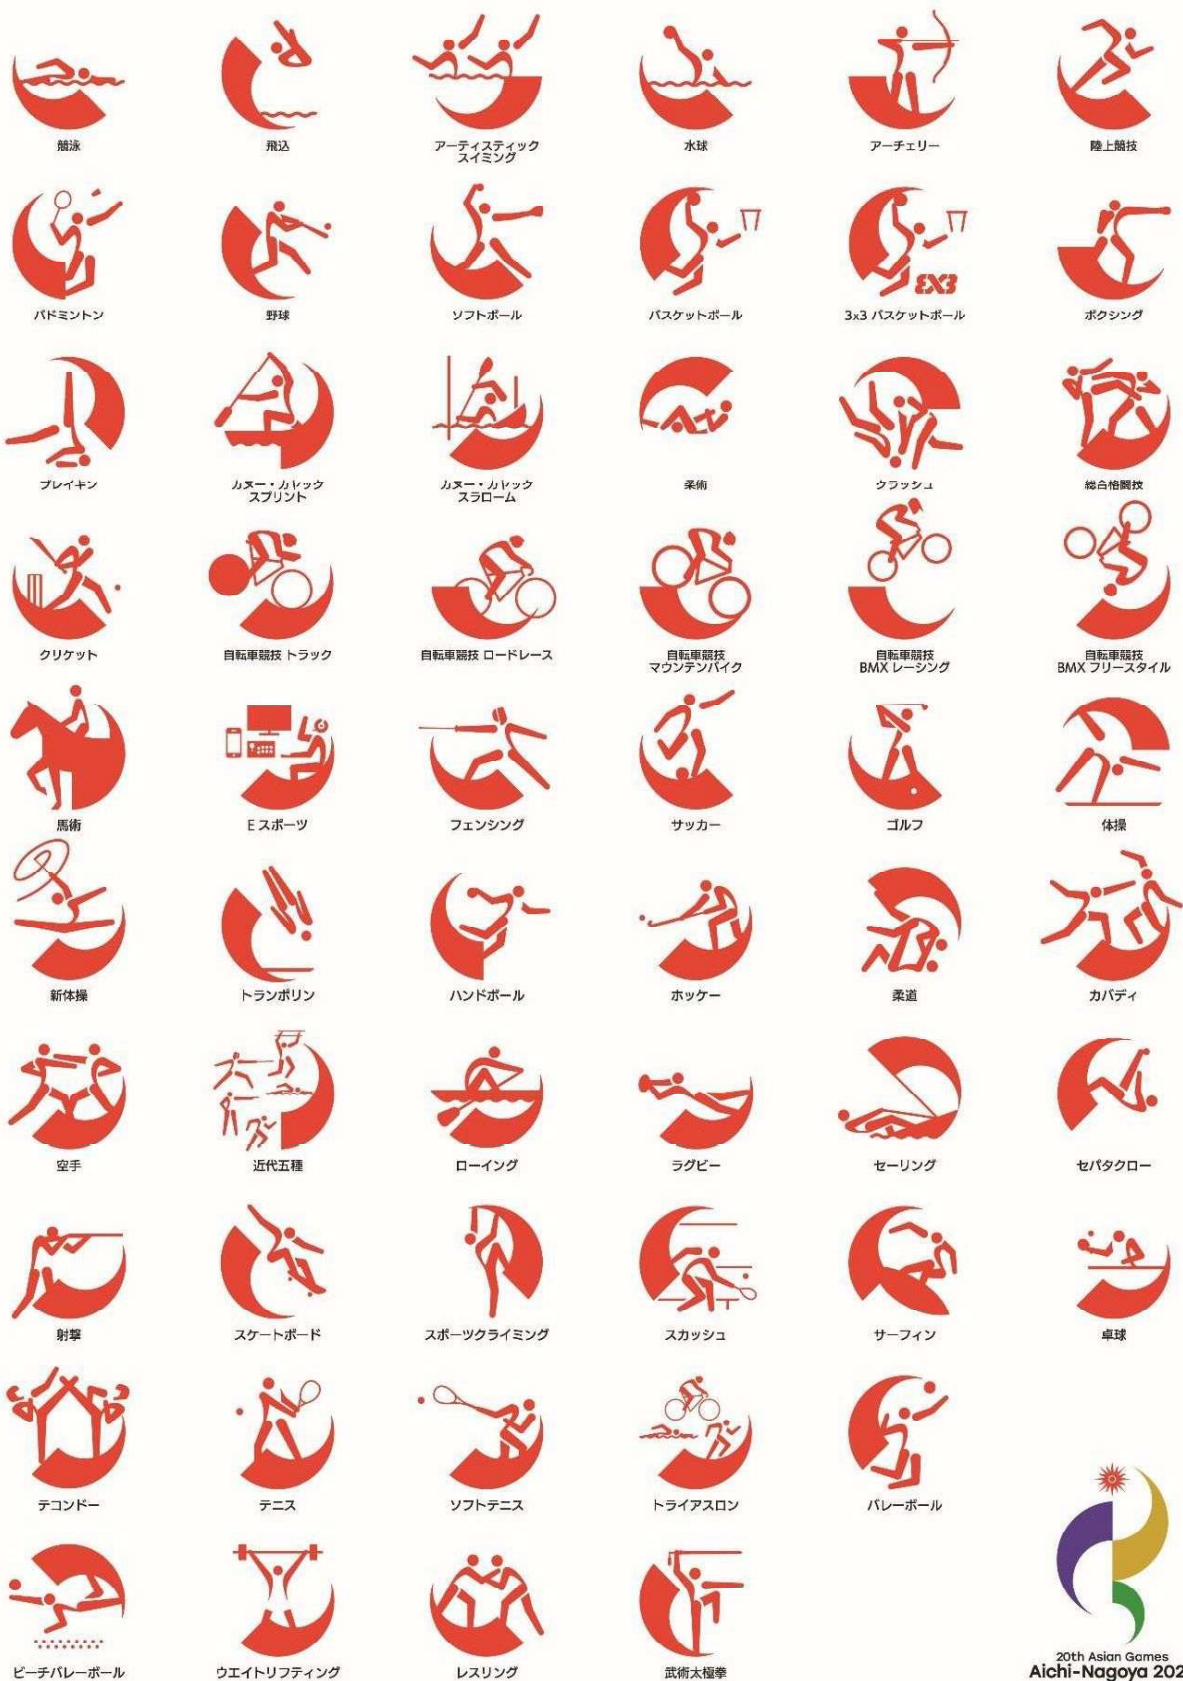 競泳
飛込
アーティスティック
スイミング
水球
アーチェリー
陸上競技
バドミントン
野球
ソフトボール
バスケットボール
3x3 バスケットボール
3X3
ボクシング
ブレイキン
カヌー・カヤック
スプリント
カヌー・カヤック
スラローム
柔術
クラッシュ
総合格闘技
クリケット
自転車競技 トラック
自転車競技 ロードレース
自転車競技
マウンテンバイク
自転車競技
BMX レーシング
自転車競技
BMX フリースタイル
馬術
E スポーツ
フェンシング
サッカー
ゴルフ
体操
新体操
トランポリン
ハンドボール
ホッケー
柔道
カバディ
空手
近代五種
ローイング
ラグビー
セーリング
セパタクロー
射撃
スケートボード
スポーツクライミング
スカッシュ
サーフィン
卓球
テコンドー
テニス
ソフトテニス
トライアスロン
バレーボール
ビーチバレーボール
ウエイトリフティング
レスリング
武術太極拳
20th Asian Games
Aichi-Nagoya 202